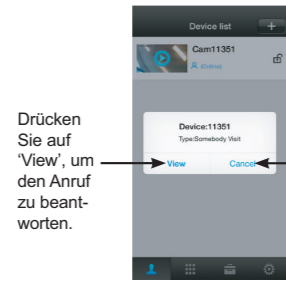 Device list
Cam11351
(Online)
Device:11351
Type:Somebody Visit
View
Cancel
Drücken
Sie auf
‘View’, um
den Anruf
zu beant-
worten.